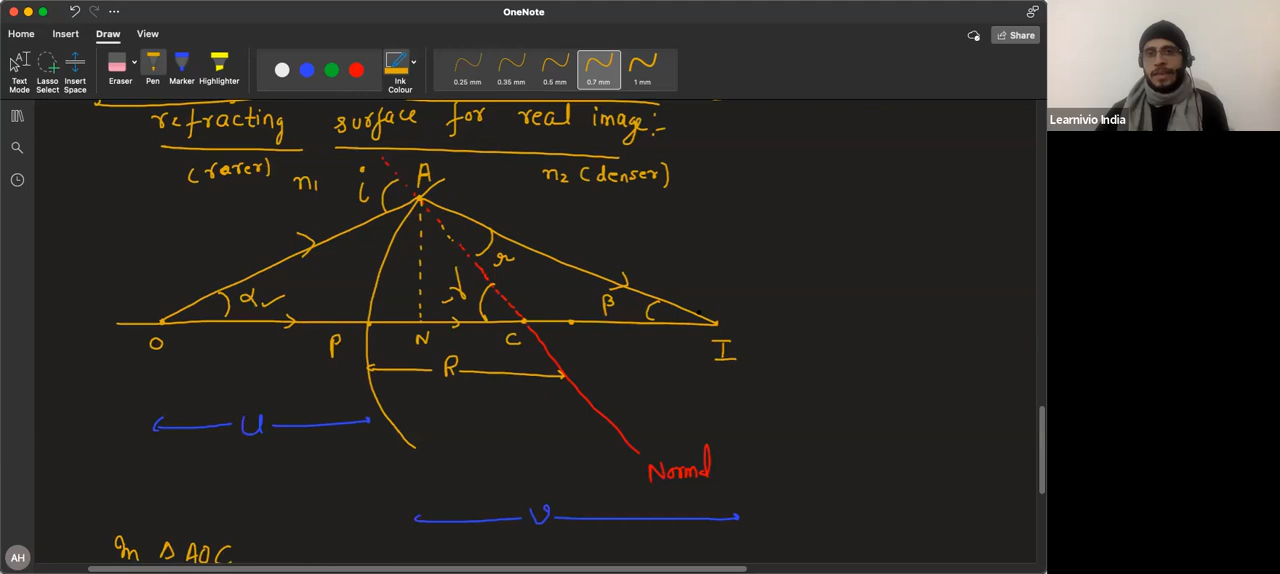 OneNote
Home Insert Draw View
Share
Text Mode
Lasso Select
Insert Space
Eraser
Pen
Marker
Highlighter
Ink Colour
0.25 mm
0.35 mm
0.5 mm
0.7 mm
1 mm
Learnivio India
refracting surface for real image:-
(rarer) n1 i A n2 (denser)
r
α γ β
O P N C I
R
U
Normal
v
In Δ AOC
AH